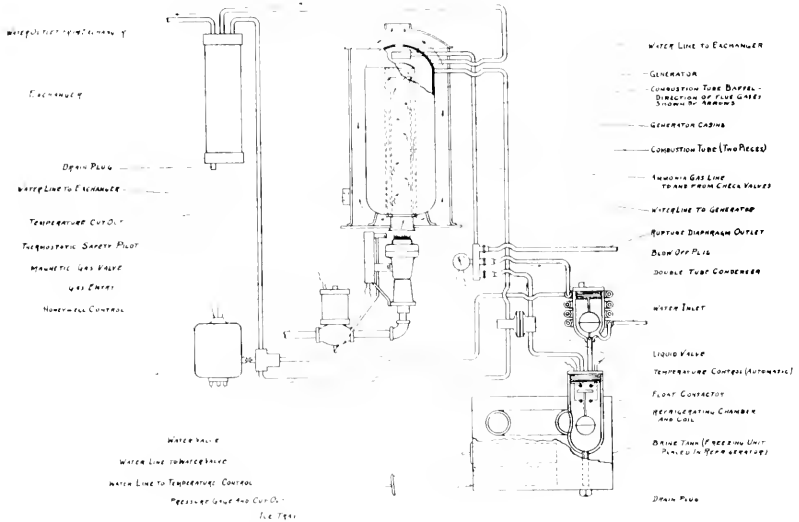 EXCHANGER
DRAIN PLUG
WATER LINE TO EXCHANGER
TEMPERATURE CUT OUT
THERMOSTATIC SAFETY PILOT
MAGNETIC GAS VALVE
GAS ENTRY
HONEYWELL CONTROL
WATER VALVE
WATER LINE TO WATER VALVE
WATER LINE TO TEMPERATURE CONTROL
PRESSURE GAGE AND CUT OUT
ICE TRAY
WATER LINE TO EXCHANGER
GENERATOR
COMBUSTION TUBE BAFFEL -
DIRECTION OF FLUE GASES
SHOWN BY ARROWS
GENERATOR CASING
COMBUSTION TUBE (TWO PIECES)
AMMONIA GAS LINE
TO AND FROM CHECK VALVES
WATER LINE TO GENERATOR
RUPTURE DIAPHRAGM OUTLET
BLOW OFF PLUG
DOUBLE TUBE CONDENSER
WATER INLET
LIQUID VALVE
TEMPERATURE CONTROL (AUTOMATIC)
FLOAT CONTACTOR
REFRIGERATING CHAMBER
AND COIL
BRINE TANK (FREEZING UNIT
PLACED IN REFRIGERATOR)
DRAIN PLUG